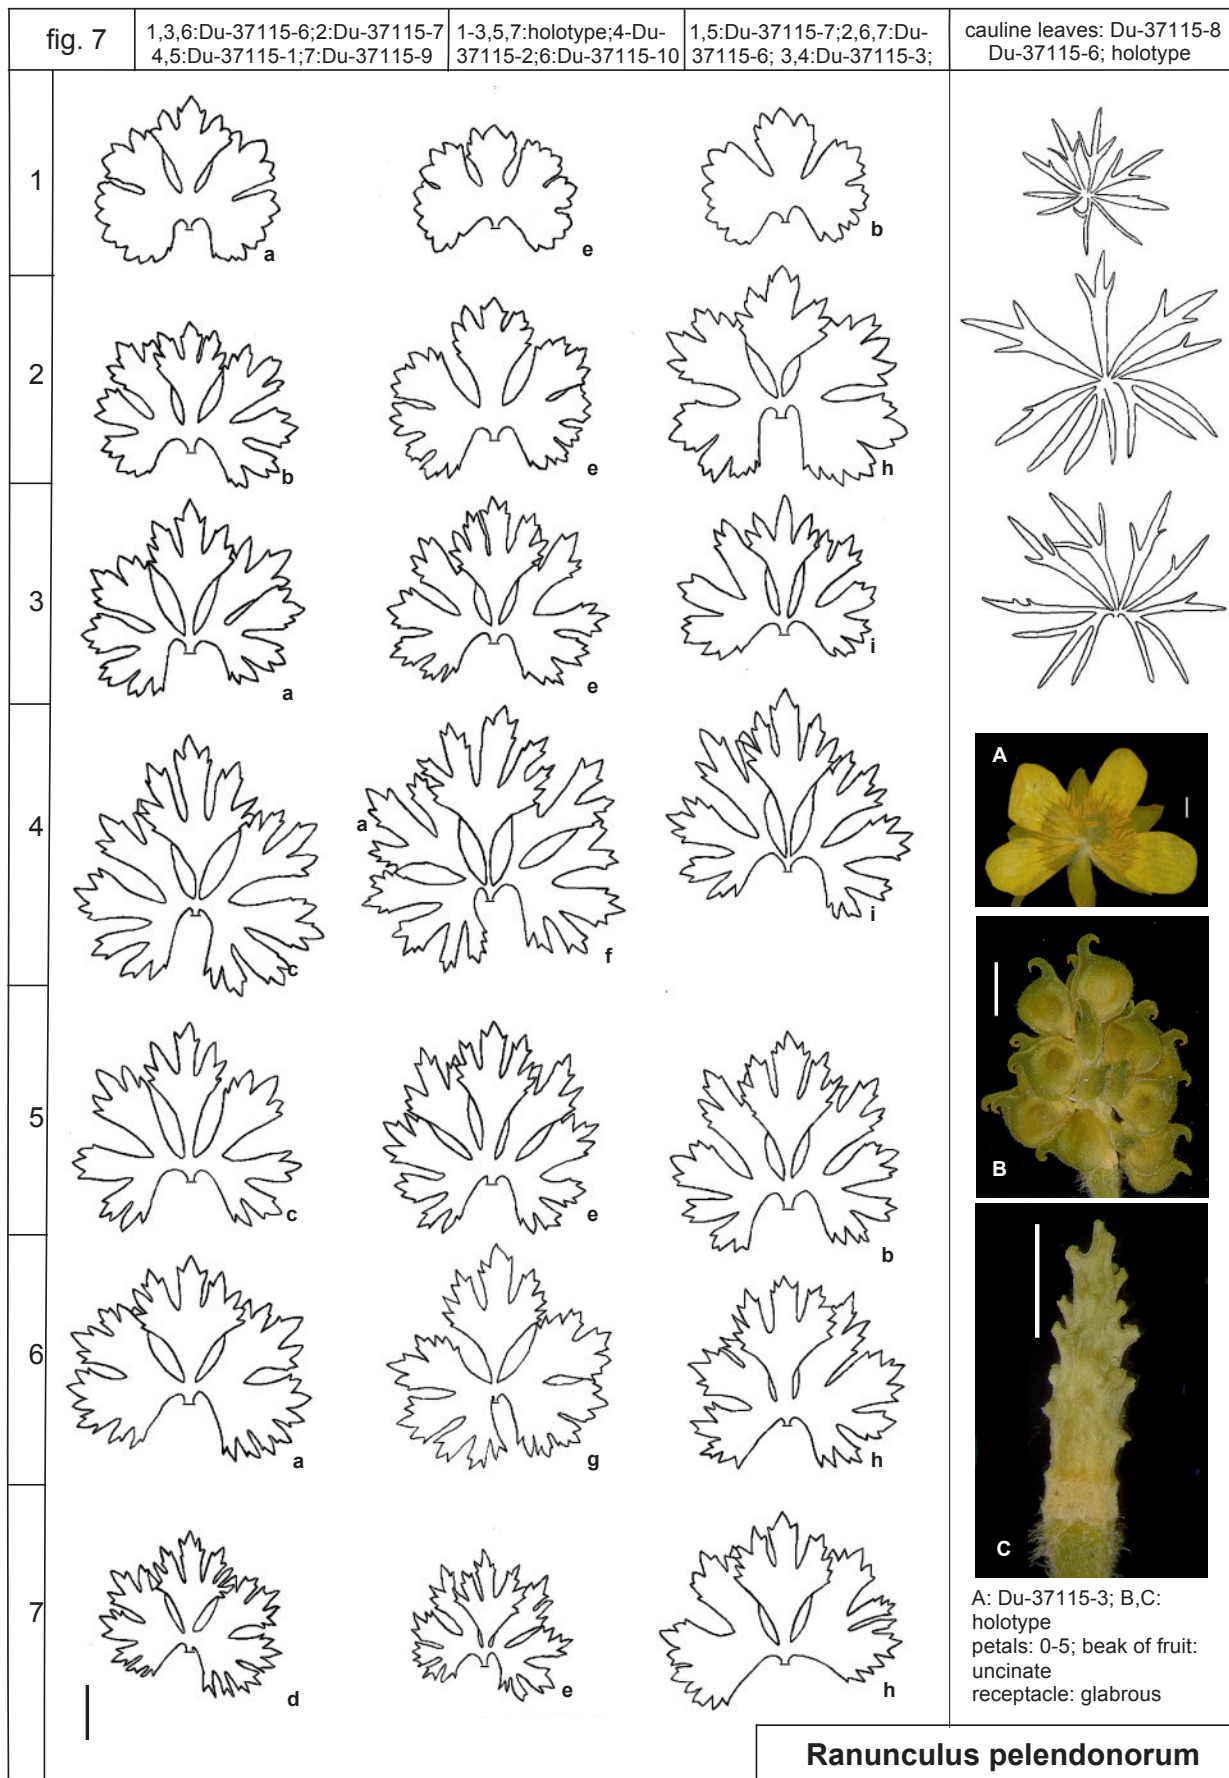 fig. 7
1,3,6:Du-37115-6;2:Du-37115-7
4,5:Du-37115-1;7:Du-37115-9
1-3,5,7:holotype;4-Du-
37115-2;6:Du-37115-10
1,5:Du-37115-7;2,6,7:Du-
37115-6; 3,4:Du-37115-3;
cauline leaves: Du-37115-8
Du-37115-6; holotype
1
a
e
b
2
b
e
h
3
a
e
i
4
c
a
f
i
A
5
c
e
b
B
6
a
g
h
C
7
d
e
h
A: Du-37115-3; B,C:
holotype
petals: 0-5; beak of fruit:
uncinate
receptacle: glabrous
Ranunculus pelendonorum